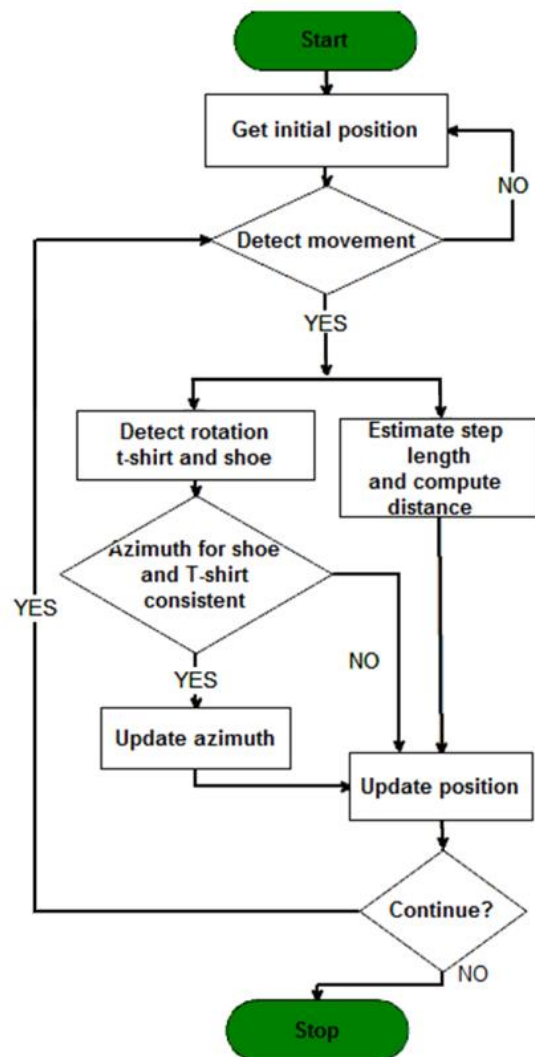 Start
Get initial position
NO
Detect movement
YES
Detect rotation
t-shirt and shoe
Estimate step
length
and compute
distance
Azimuth for shoe
and T-shirt
consistent
YES
NO
YES
Update azimuth
Update position
Continue?
NO
Stop